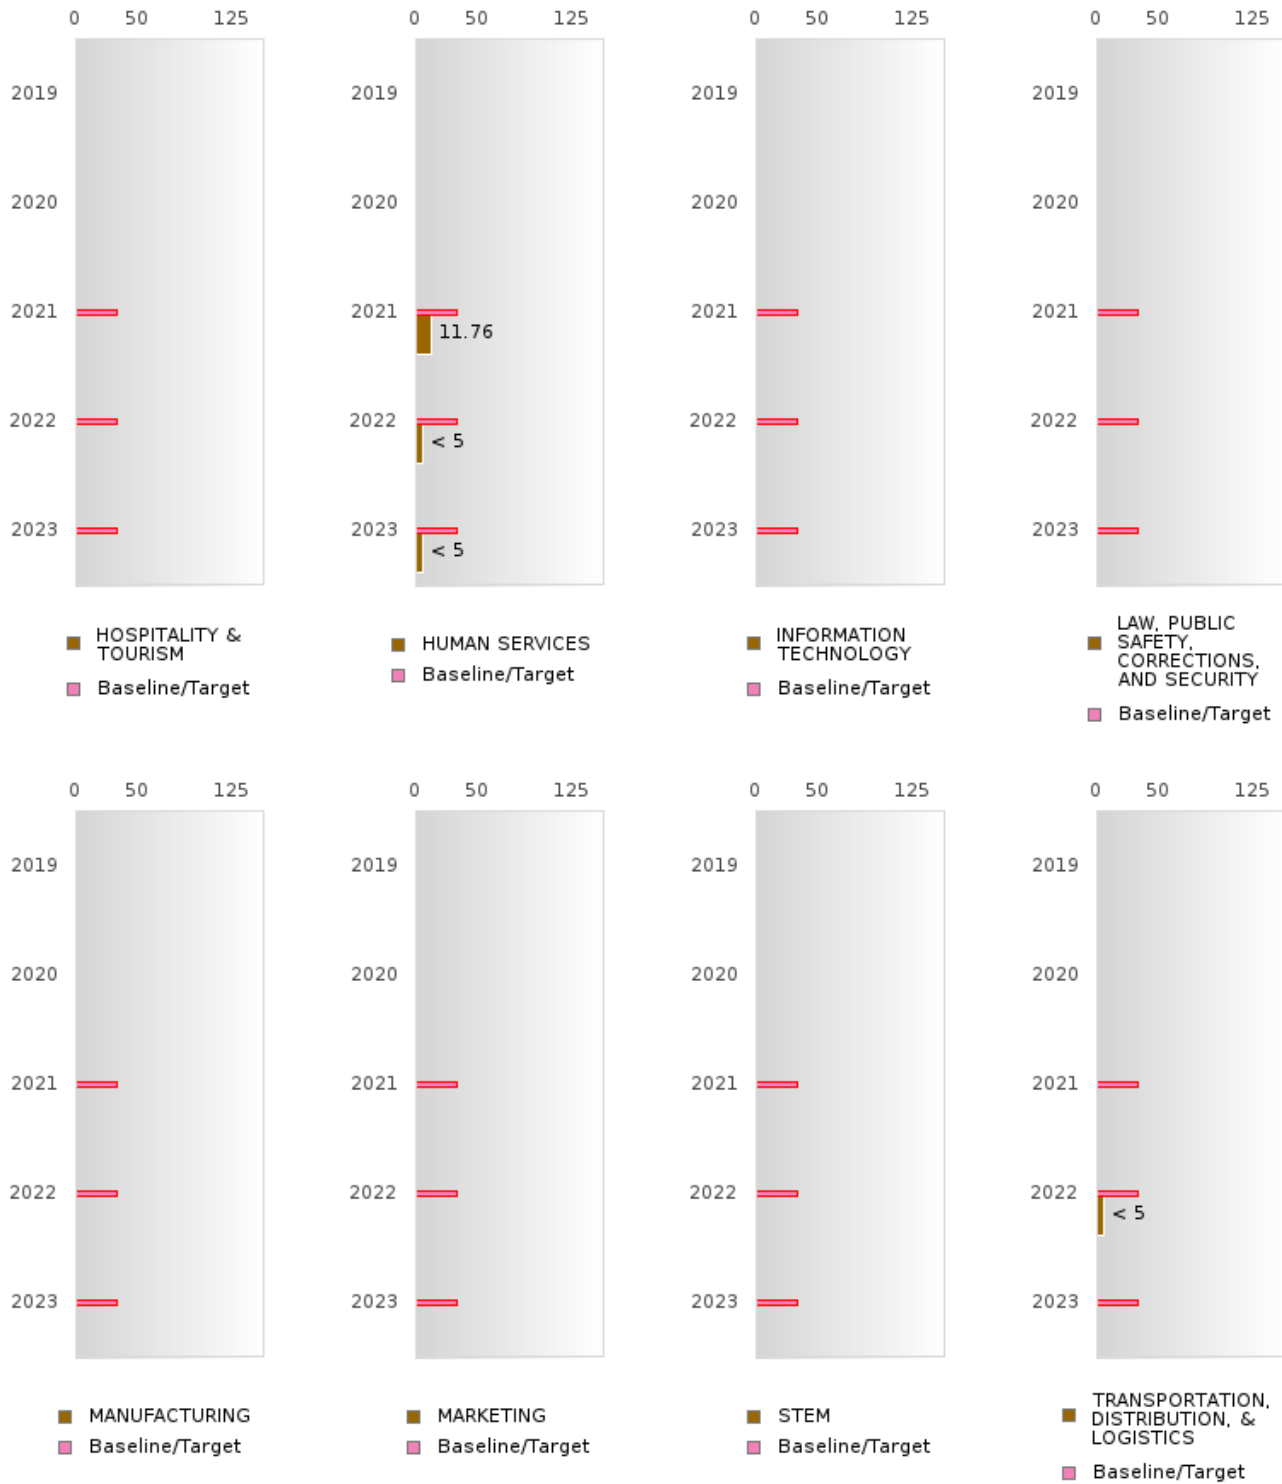 0 50 125 0 50 125 0 50 125 0 50 125
2019 2019 2019 2019
2020 2020 2020 2020
2021 2021 2021 2021
11.76
2022 2022 2022 2022
< 5
2023 2023 2023 2023
< 5
HOSPITALITY &
TOURISM
Baseline/Target
HUMAN SERVICES
Baseline/Target
INFORMATION
TECHNOLOGY
Baseline/Target
LAW, PUBLIC
SAFETY,
CORRECTIONS,
AND SECURITY
Baseline/Target
0 50 125 0 50 125 0 50 125 0 50 125
2019 2019 2019 2019
2020 2020 2020 2020
2021 2021 2021 2021
2022 2022 2022 2022
< 5
2023 2023 2023 2023
MANUFACTURING
Baseline/Target
MARKETING
Baseline/Target
STEM
Baseline/Target
TRANSPORTATION,
DISTRIBUTION, &
LOGISTICS
Baseline/Target